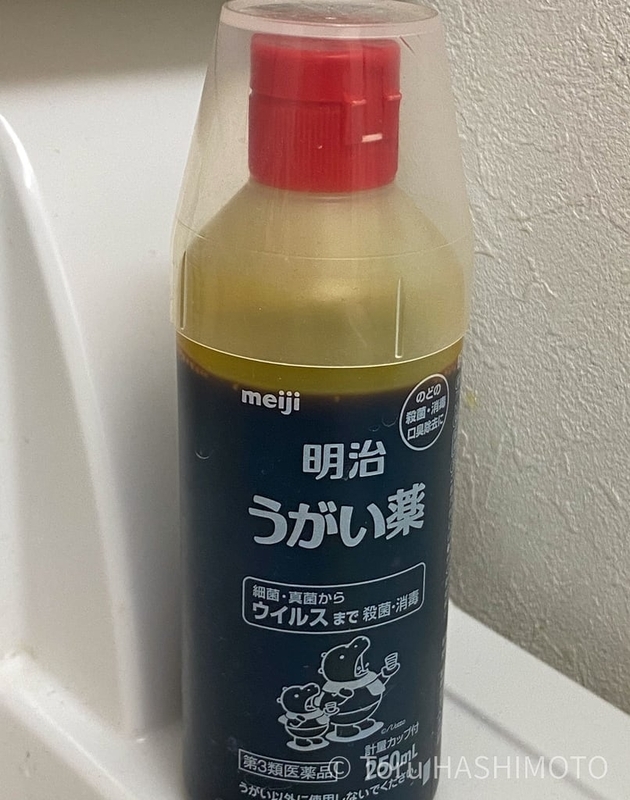 meiji
のどの
殺菌・消毒
口臭除去に
明治
うがい薬
細菌・真菌から
ウイルスまで 殺菌・消毒
計量カップ付
第3類医薬品
250mL
うがい以外に使用しないでくだ
HASHIMOTO